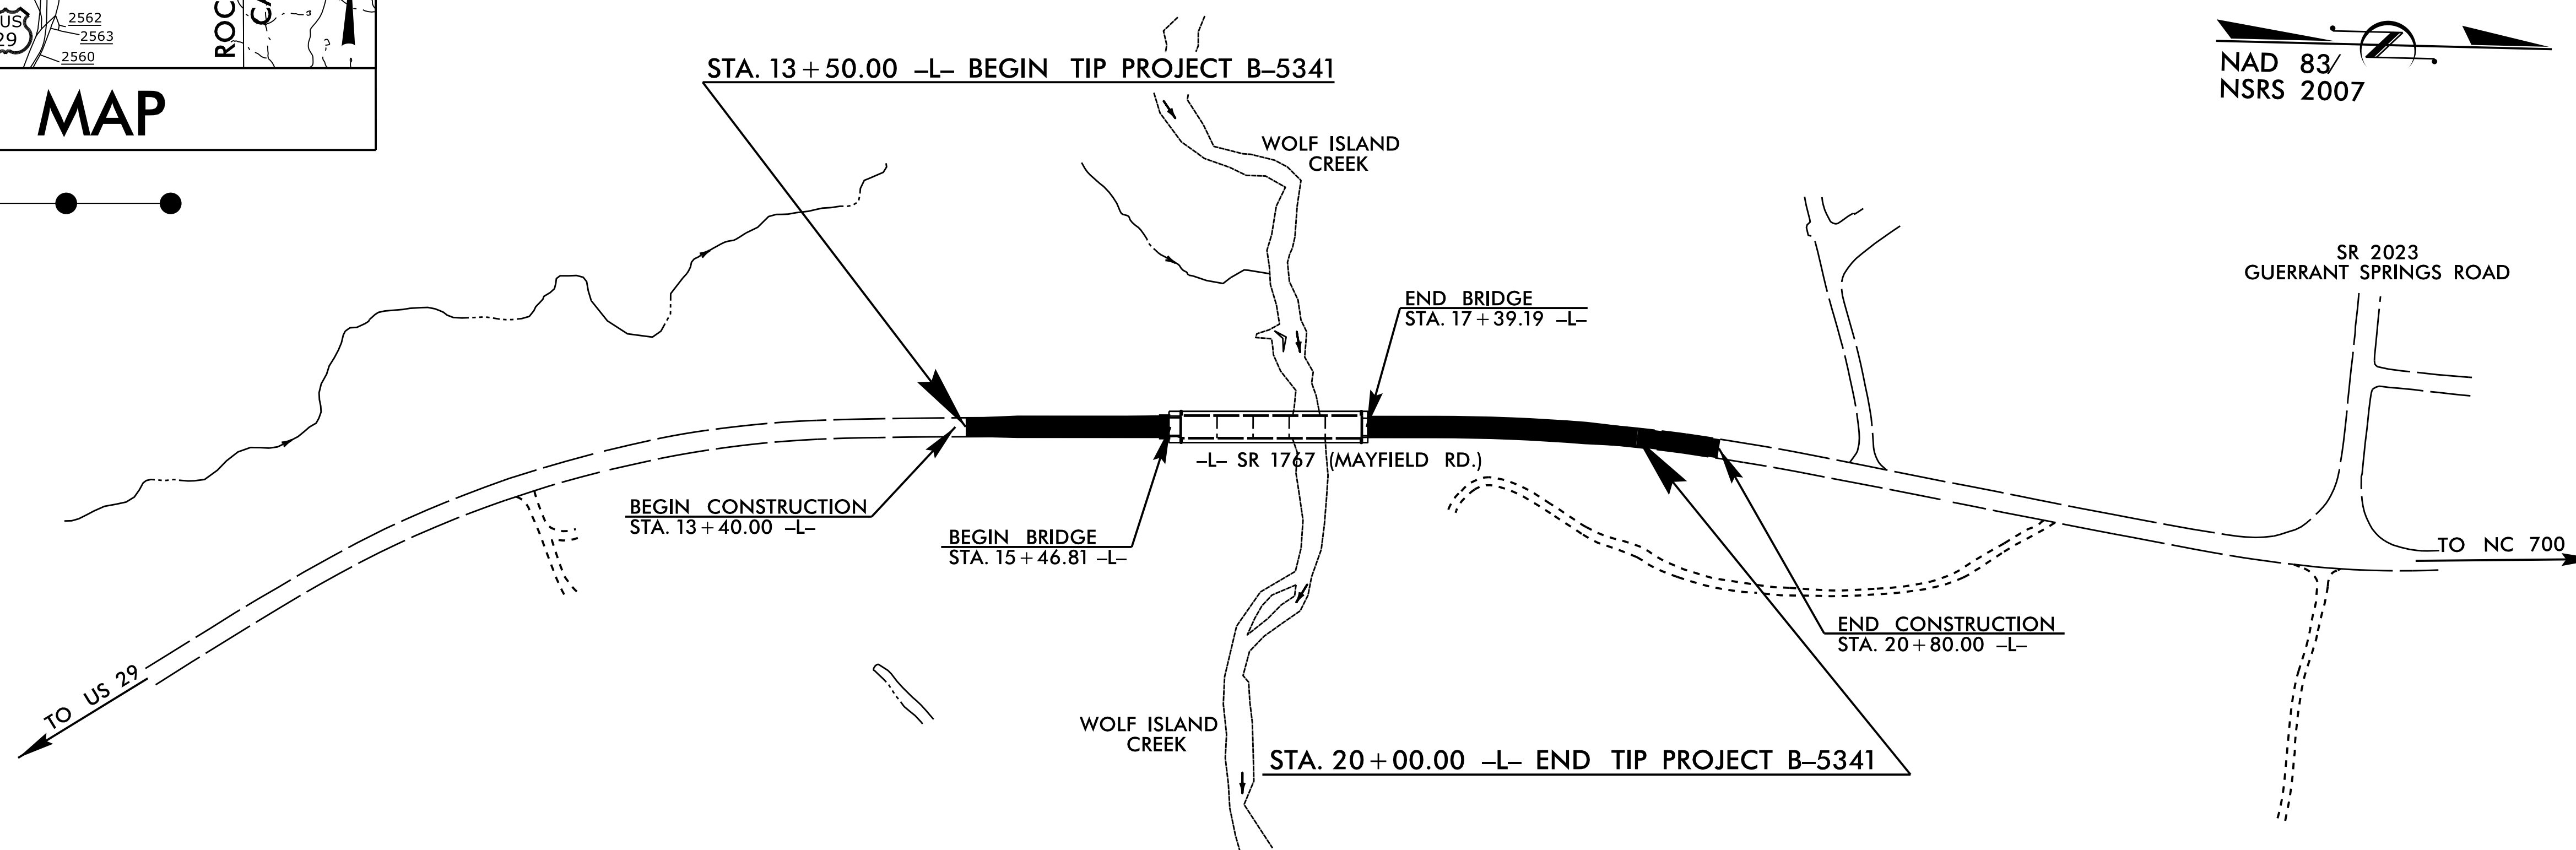 US
29
2562
2563
2560
MAP
STA. 13+50.00 –L– BEGIN TIP PROJECT B–5341
NAD 83/
NSRS 2007
WOLF ISLAND
CREEK
SR 2023
GUERRANT SPRINGS ROAD
END BRIDGE
STA. 17+39.19 –L–
–L– SR 1767 (MAYFIELD RD.)
BEGIN CONSTRUCTION
STA. 13+40.00 –L–
BEGIN BRIDGE
STA. 15+46.81 –L–
TO NC 700
END CONSTRUCTION
STA. 20+80.00 –L–
TO US 29
WOLF ISLAND
CREEK
STA. 20+00.00 –L– END TIP PROJECT B–5341